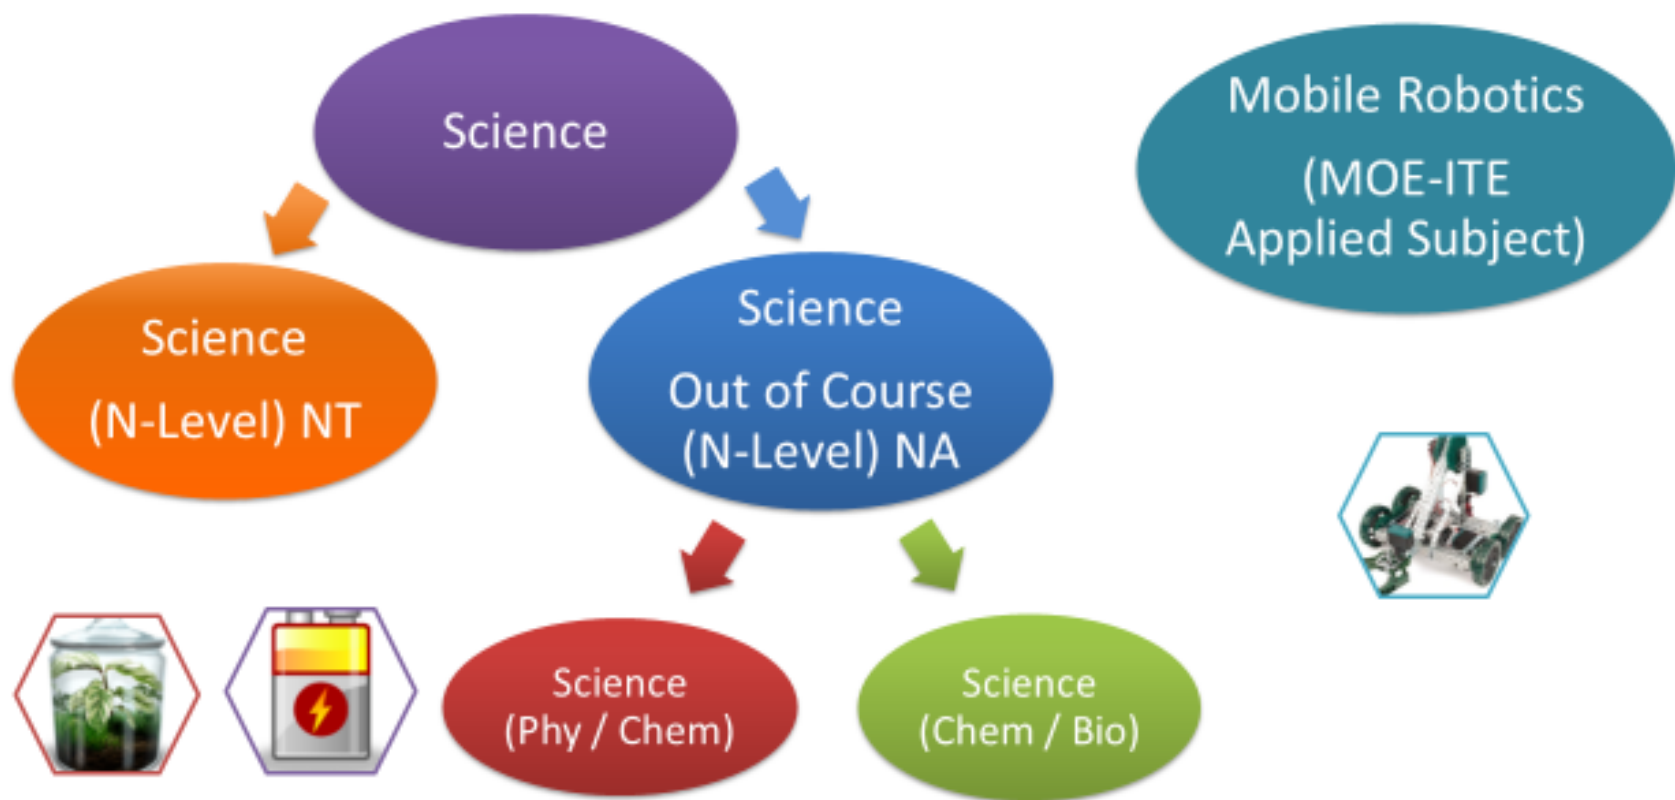 Science
Mobile Robotics
(MOE-ITE
Applied Subject)
Science
(N-Level) NT
Science
Out of Course
(N-Level) NA
Science
(Phy / Chem)
Science
(Chem / Bio)